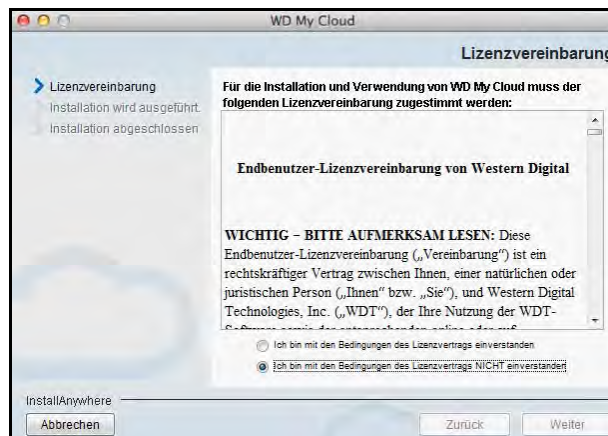 WD My Cloud
Lizenzvereinbarung
Lizenzvereinbarung
Installation wird ausgeführt.
Installation abgeschlossen
Für die Installation und Verwendung von WD My Cloud muss der
folgenden Lizenzvereinbarung zugestimmt werden:
Endbenutzer-Lizenzvereinbarung von Western Digital
WICHTIG – BITTE AUFMERKSAM LESEN: Diese
Endbenutzer-Lizenzvereinbarung („Vereinbarung“) ist ein
rechtskräftiger Vertrag zwischen Ihnen, einer natürlichen oder
juristischen Person („Ihnen“ bzw. „Sie“), und Western Digital
Technologies, Inc. („WDT“), der Ihre Nutzung der WDT-
Ich bin mit den Bedingungen des Lizenzvertrags einverstanden
Ich bin mit den Bedingungen des Lizenzvertrags NICHT einverstanden
InstallAnywhere
Abbrechen
Zurück
Weiter